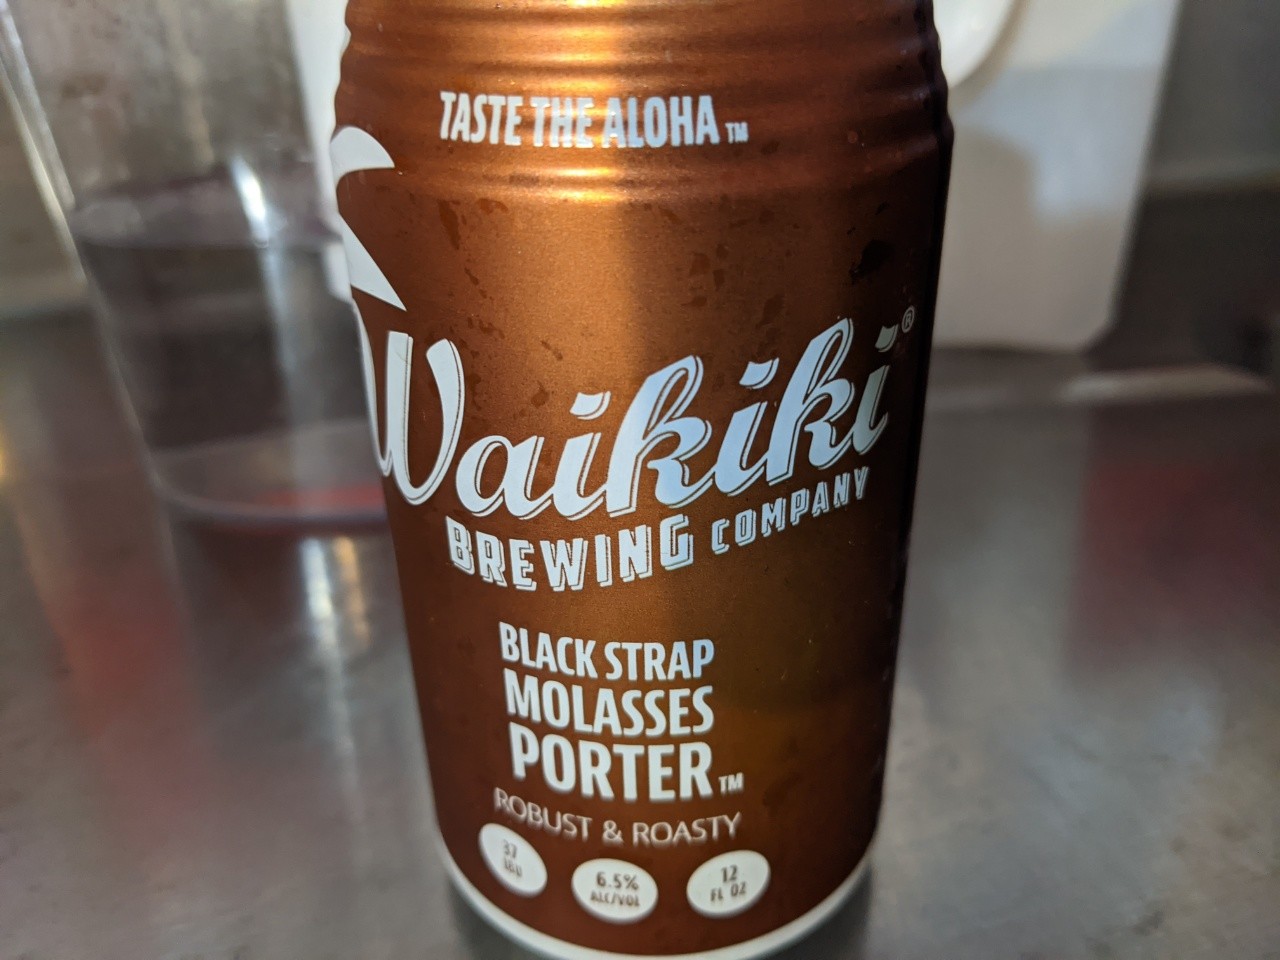 TASTE THE ALOHA™
Waikiki®
BREWING COMPANY
BLACK STRAP
MOLASSES
PORTER™
ROBUST & ROASTY
37
IBU
6.5%
ALC/VOL
12
FL OZ